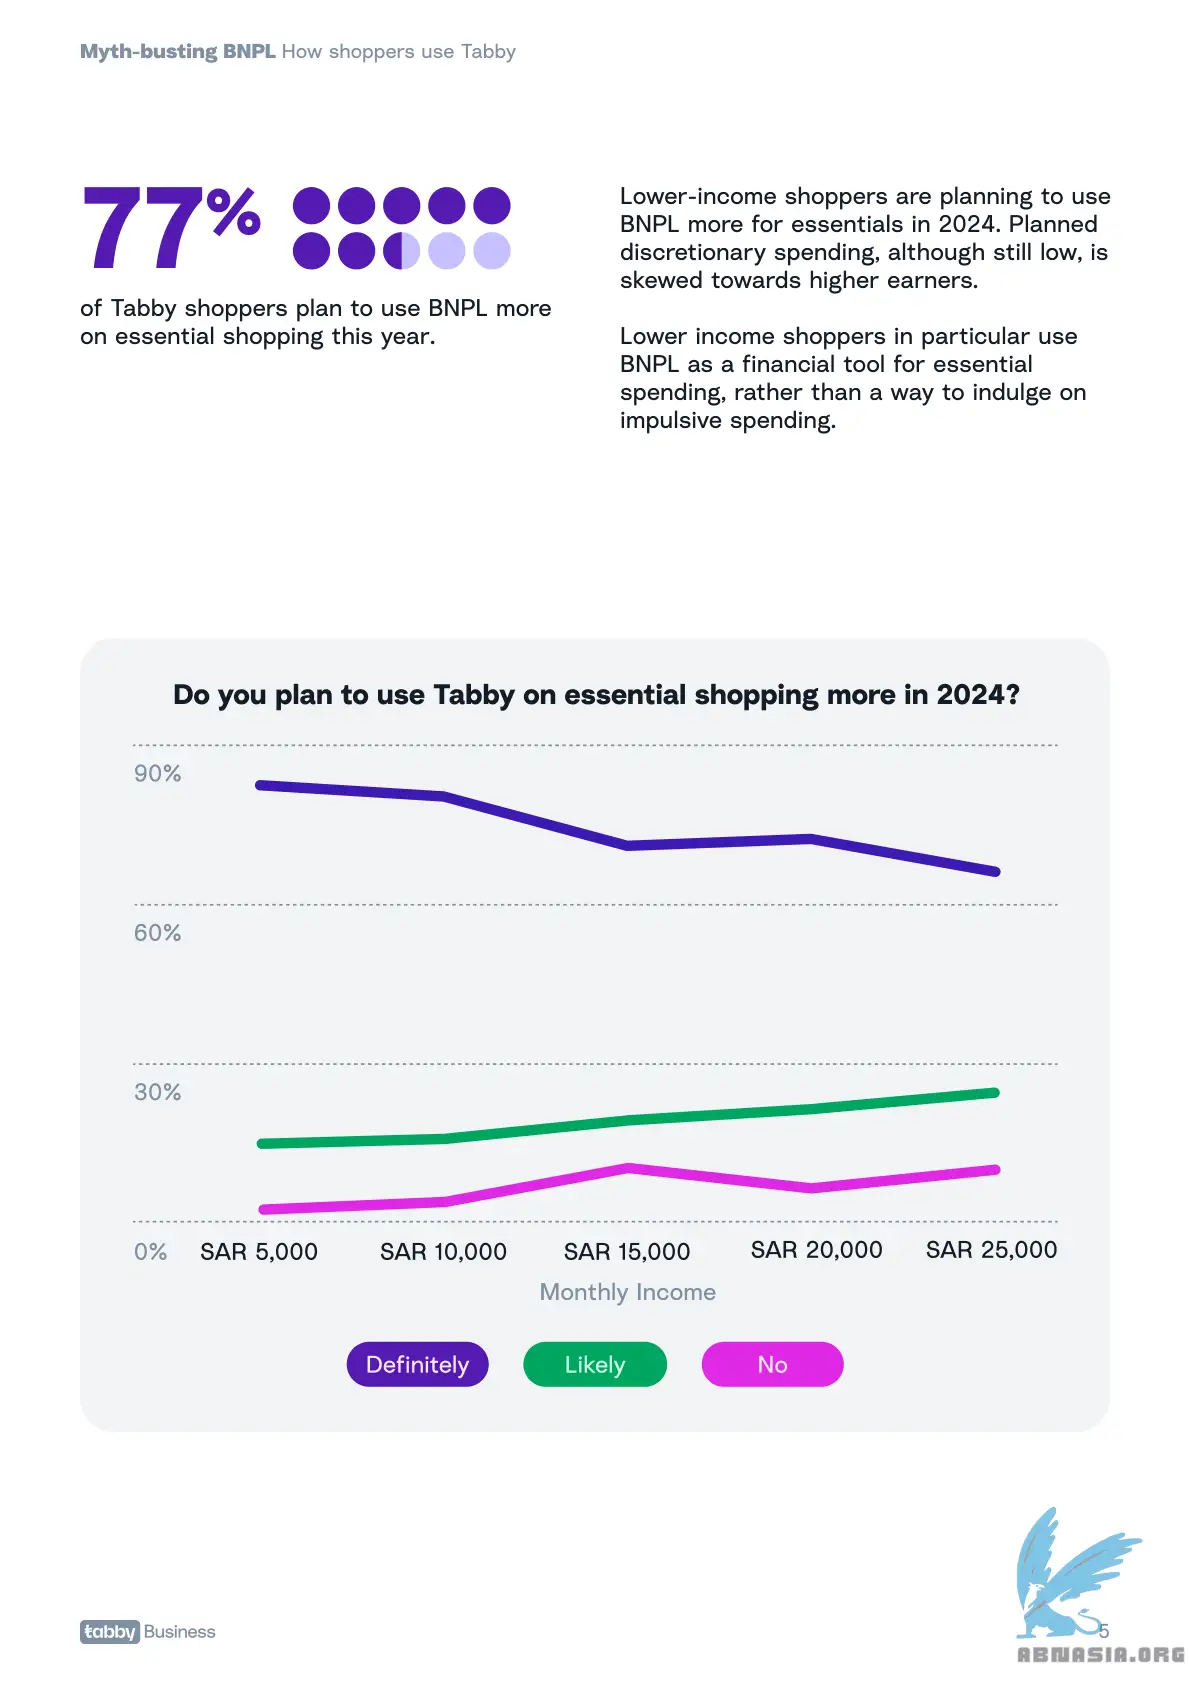 Myth-busting BNPL How shoppers use Tabby
77%
of Tabby shoppers plan to use BNPL more
on essential shopping this year.
Lower-income shoppers are planning to use
BNPL more for essentials in 2024. Planned
discretionary spending, although still low, is
skewed towards higher earners.
Lower income shoppers in particular use
BNPL as a financial tool for essential
spending, rather than a way to indulge on
impulsive spending.
Do you plan to use Tabby on essential shopping more in 2024?
90%
60%
30%
0% SAR 5,000 SAR 10,000 SAR 15,000 SAR 20,000 SAR 25,000
Monthly Income
Definitely Likely No
tabby Business
5
ABNASIA.ORG